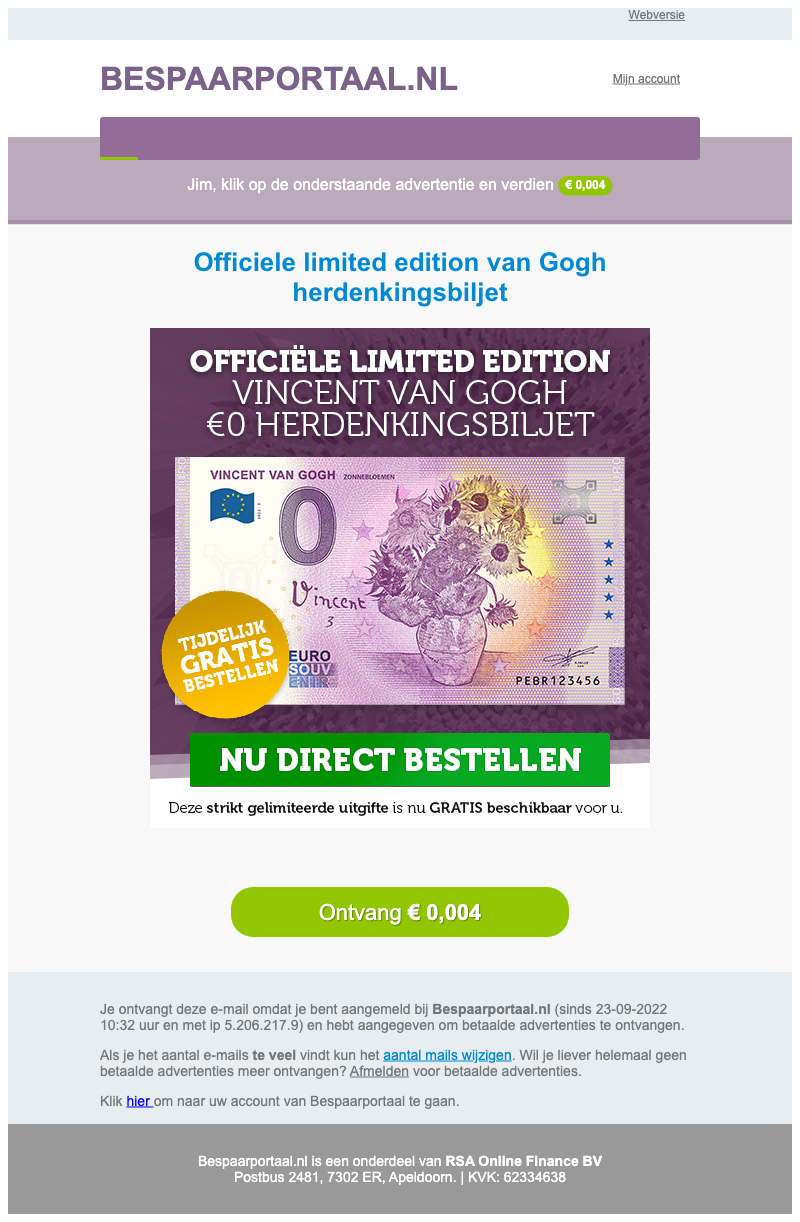 Webversie
BESPAARPORTAAL.NL
Mijn account
Jim, klik op de onderstaande advertentie en verdien € 0,004
Officiele limited edition van Gogh
herdenkingsbiljet
OFFICIËLE LIMITED EDITION
VINCENT VAN GOGH
€0 HERDENKINGSBILJET
VINCENT VAN GOGH ZONNEBLOEMEN
0
Vincent
3
TIJDELIJK
GRATIS
BESTELLEN
EURO
SOUV
ENIR
PEBR123456
NU DIRECT BESTELLEN
Deze strikt gelimiteerde uitgifte is nu GRATIS beschikbaar voor u.
Ontvang € 0,004
Je ontvangt deze e-mail omdat je bent aangemeld bij Bespaarportaal.nl (sinds 23-09-2022
10:32 uur en met ip 5.206.217.9) en hebt aangegeven om betaalde advertenties te ontvangen.
Als je het aantal e-mails te veel vindt kun het aantal mails wijzigen. Wil je liever helemaal geen
betaalde advertenties meer ontvangen? Afmelden voor betaalde advertenties.
Klik hier om naar uw account van Bespaarportaal te gaan.
Bespaarportaal.nl is een onderdeel van RSA Online Finance BV
Postbus 2481, 7302 ER, Apeldoorn. | KVK: 62334638